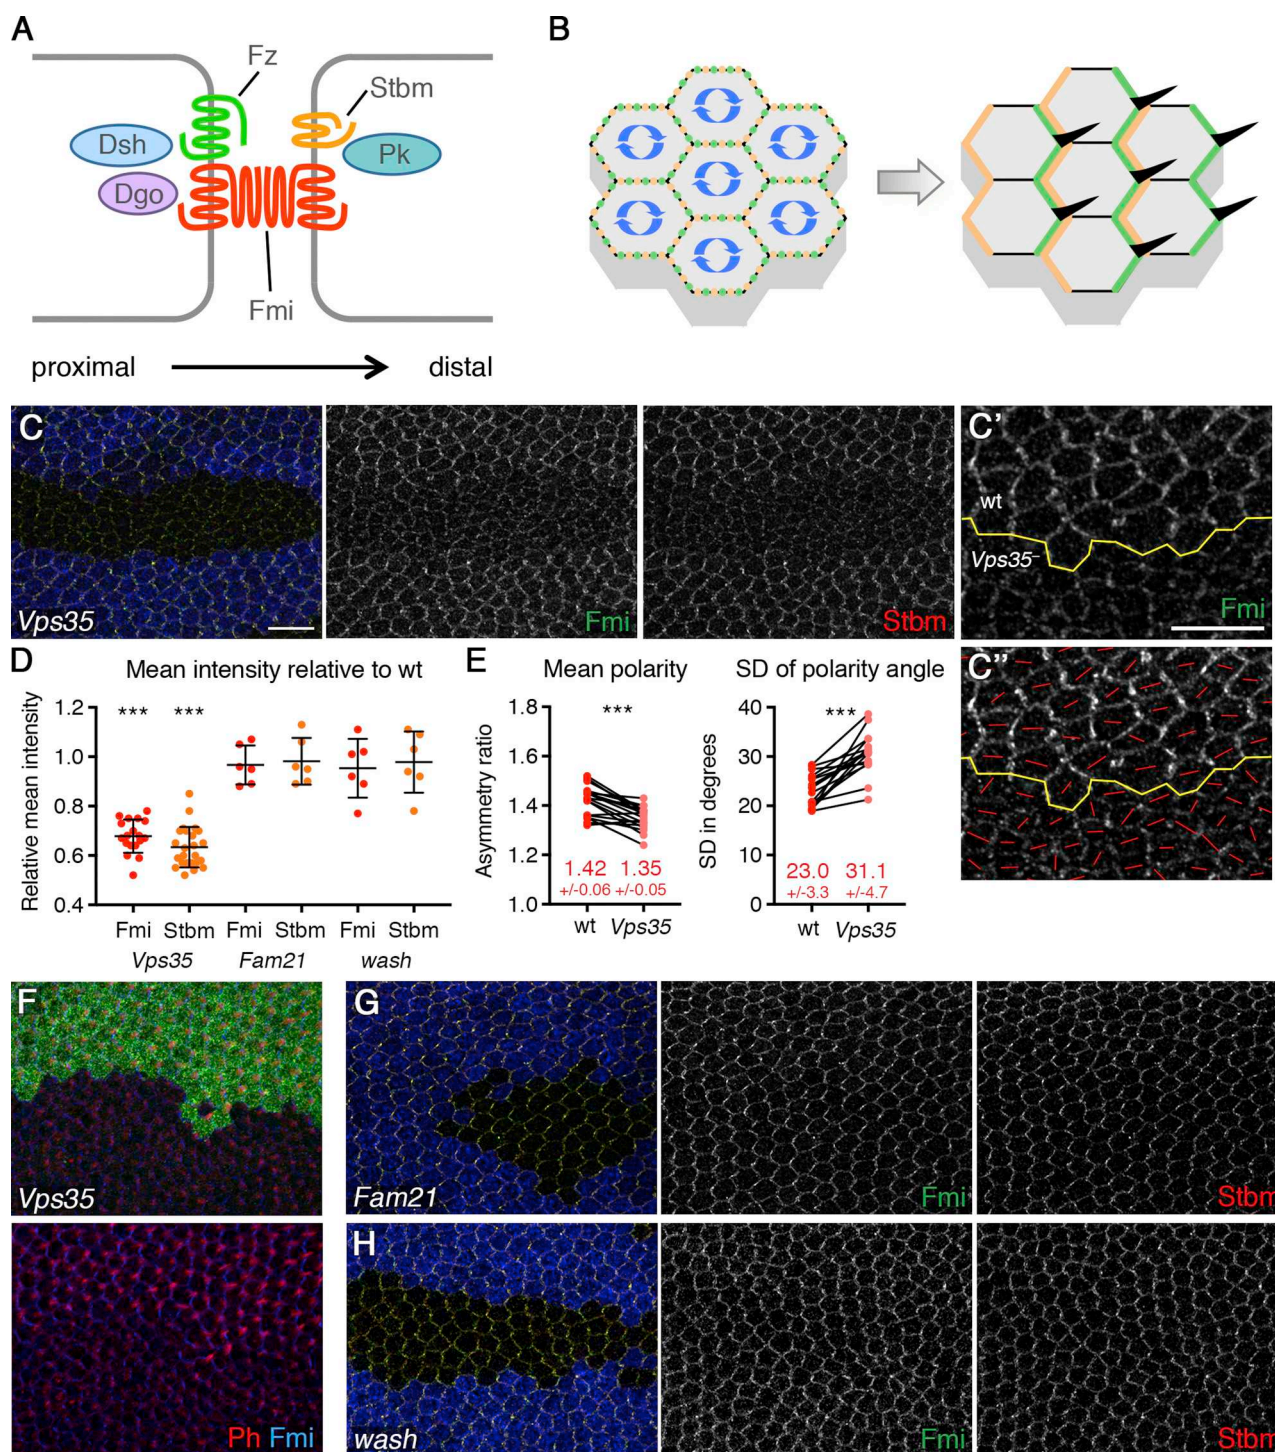 A
Fz
Stbm
Dsh
Pk
Dgo
Fmi
proximal
distal
B
C
Vps35
Fmi
Stbm
C'
wt
Vps35–
Fmi
C"
D
Mean intensity relative to wt
Relative mean intensity
1.2
1.0
0.8
0.6
0.4
*** ***
Fmi Stbm Fmi Stbm Fmi Stbm
Vps35 Fam21 wash
E
Mean polarity
Asymmetry ratio
1.8
1.6
1.4
1.2
1.0
***
1.42 1.35
+/-0.06 +/-0.05
wt Vps35
SD of polarity angle
SD in degrees
40
30
20
10
0
***
23.0 31.1
+/-3.3 +/-4.7
wt Vps35
F
Vps35
Ph Fmi
G
Fam21
Fmi
Stbm
H
wash
Fmi
Stbm